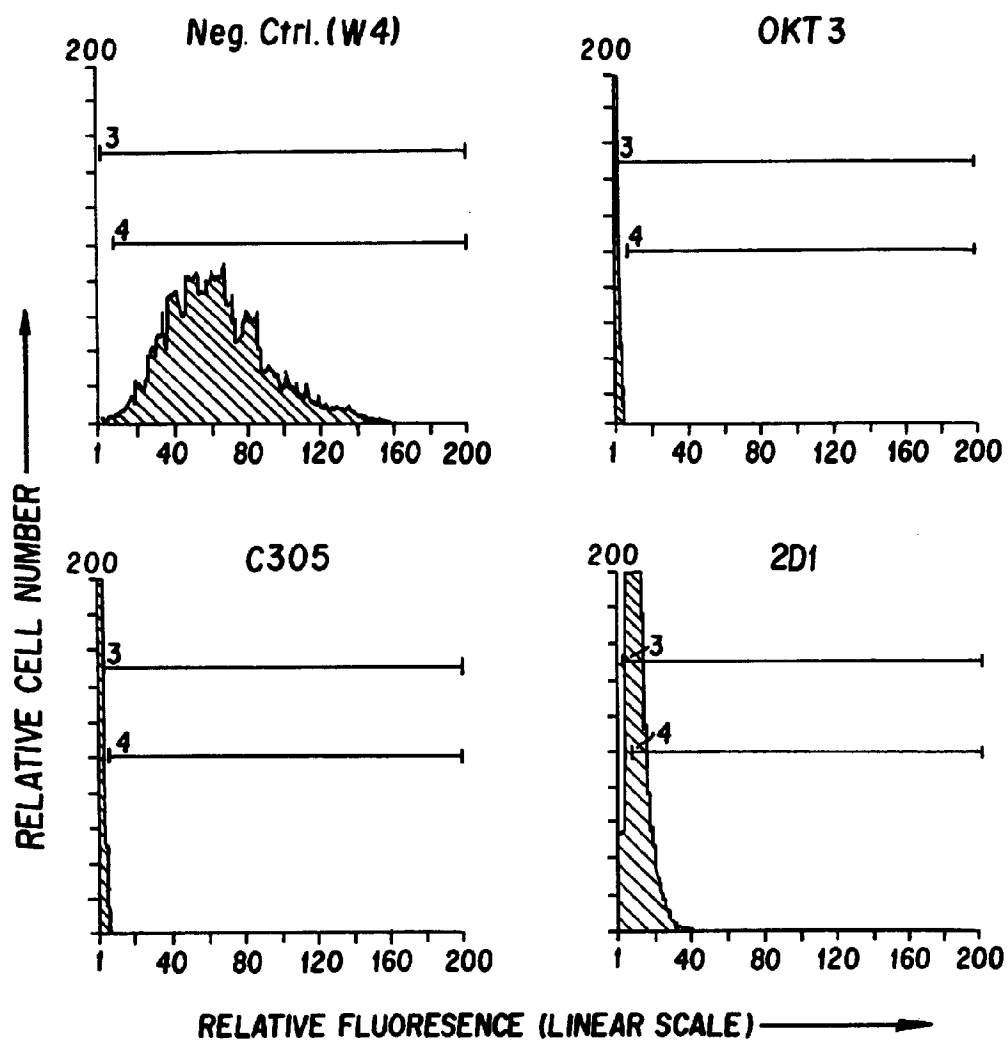 Neg. Ctrl. (W4)
200
3
4
1 40 80 120 160 200
OKT3
200
3
4
1 40 80 120 160 200
C305
200
3
4
1 40 80 120 160 200
2D1
200
3
4
1 40 80 120 160 200
RELATIVE CELL NUMBER
RELATIVE FLUORESENCE (LINEAR SCALE)